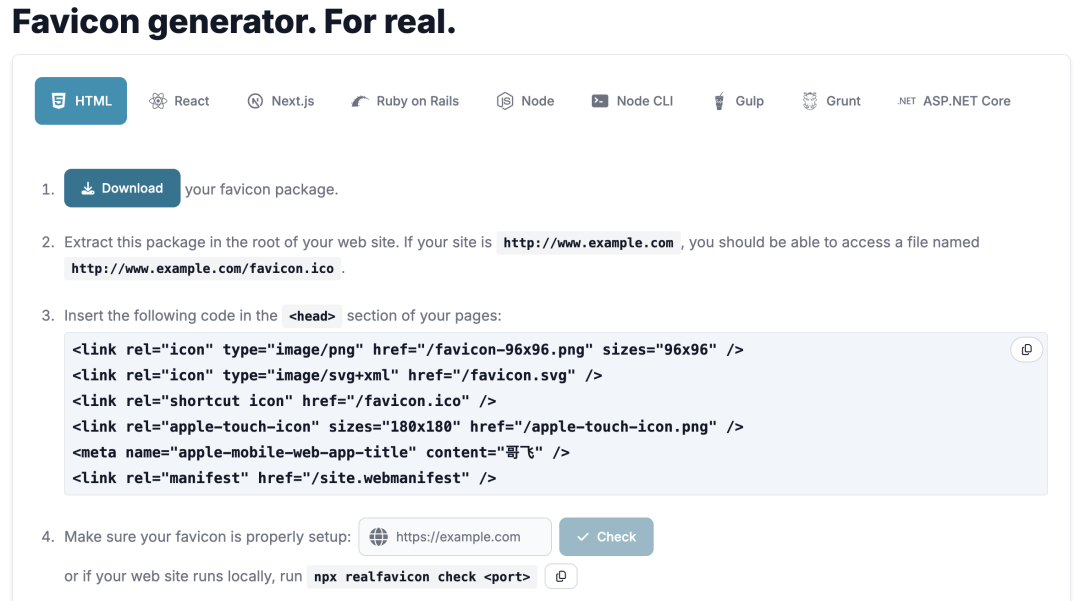 Favicon generator. For real.
HTML React Next.js Ruby on Rails Node Node CLI Gulp Grunt .NET ASP.NET Core
1. Download your favicon package.
2. Extract this package in the root of your web site. If your site is http://www.example.com , you should be able to access a file named
http://www.example.com/favicon.ico .
3. Insert the following code in the <head> section of your pages:
<link rel="icon" type="image/png" href="/favicon-96x96.png" sizes="96x96" />
<link rel="icon" type="image/svg+xml" href="/favicon.svg" />
<link rel="shortcut icon" href="/favicon.ico" />
<link rel="apple-touch-icon" sizes="180x180" href="/apple-touch-icon.png" />
<meta name="apple-mobile-web-app-title" content="哥飞" />
<link rel="manifest" href="/site.webmanifest" />
4. Make sure your favicon is properly setup: https://example.com Check
or if your web site runs locally, run npx realfavicon check <port>